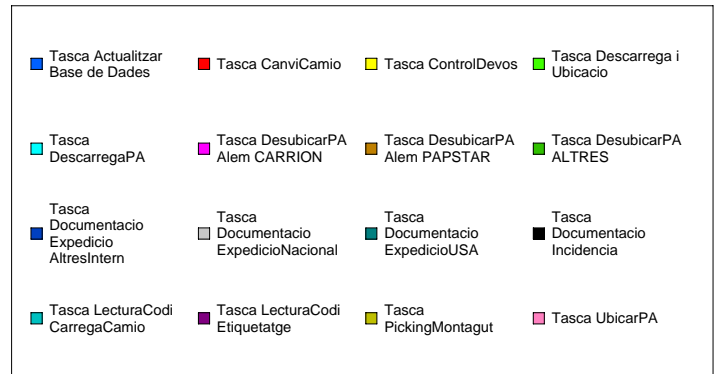 Tasca Actualitzar
Base de Dades
Tasca CanviCamio
Tasca ControlDevos
Tasca Descarrega i
Ubicacio
Tasca
DescarregaPA
Tasca DesubicarPA
Alem CARRION
Tasca DesubicarPA
Alem PAPSTAR
Tasca DesubicarPA
ALTRES
Tasca
Documentacio
Expedicio
AltresIntern
Tasca
Documentacio
ExpedicioNacional
Tasca
Documentacio
ExpedicioUSA
Tasca
Documentacio
Incidencia
Tasca LecturaCodi
CarregaCamio
Tasca LecturaCodi
Etiquetatge
Tasca
PickingMontagut
Tasca UbicarPA